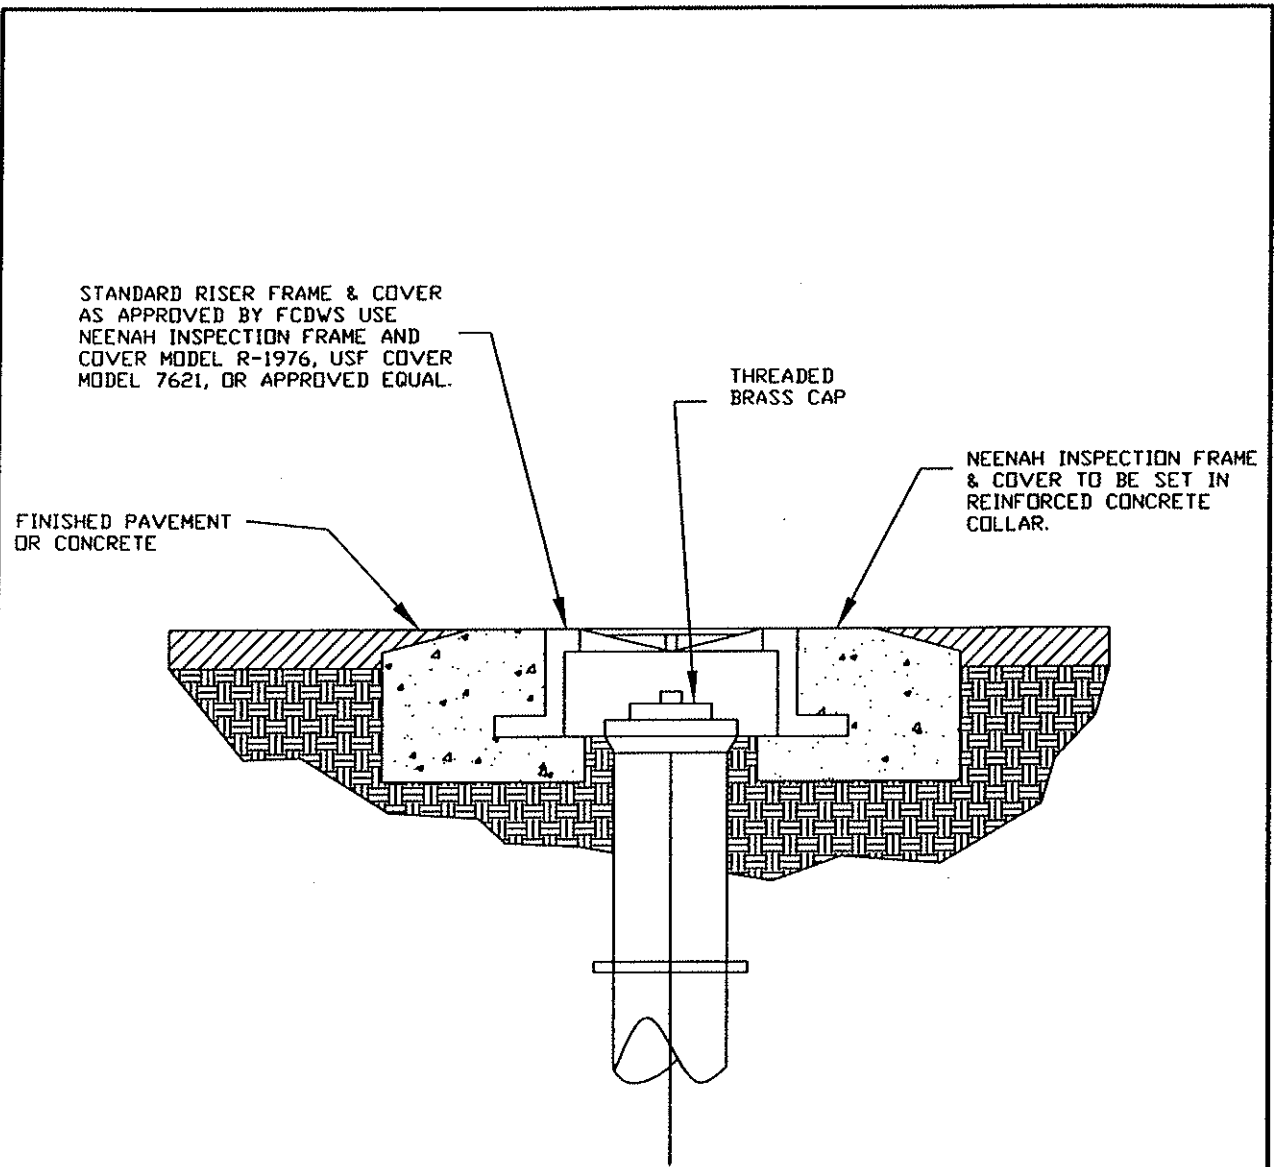 STANDARD RISER FRAME & COVER
AS APPROVED BY FCDWS USE
NEENAH INSPECTION FRAME AND
COVER MODEL R-1976, USF COVER
MODEL 7621, OR APPROVED EQUAL.
THREADED
BRASS CAP
NEENAH INSPECTION FRAME
& COVER TO BE SET IN
REINFORCED CONCRETE
COLLAR.
FINISHED PAVEMENT
OR CONCRETE